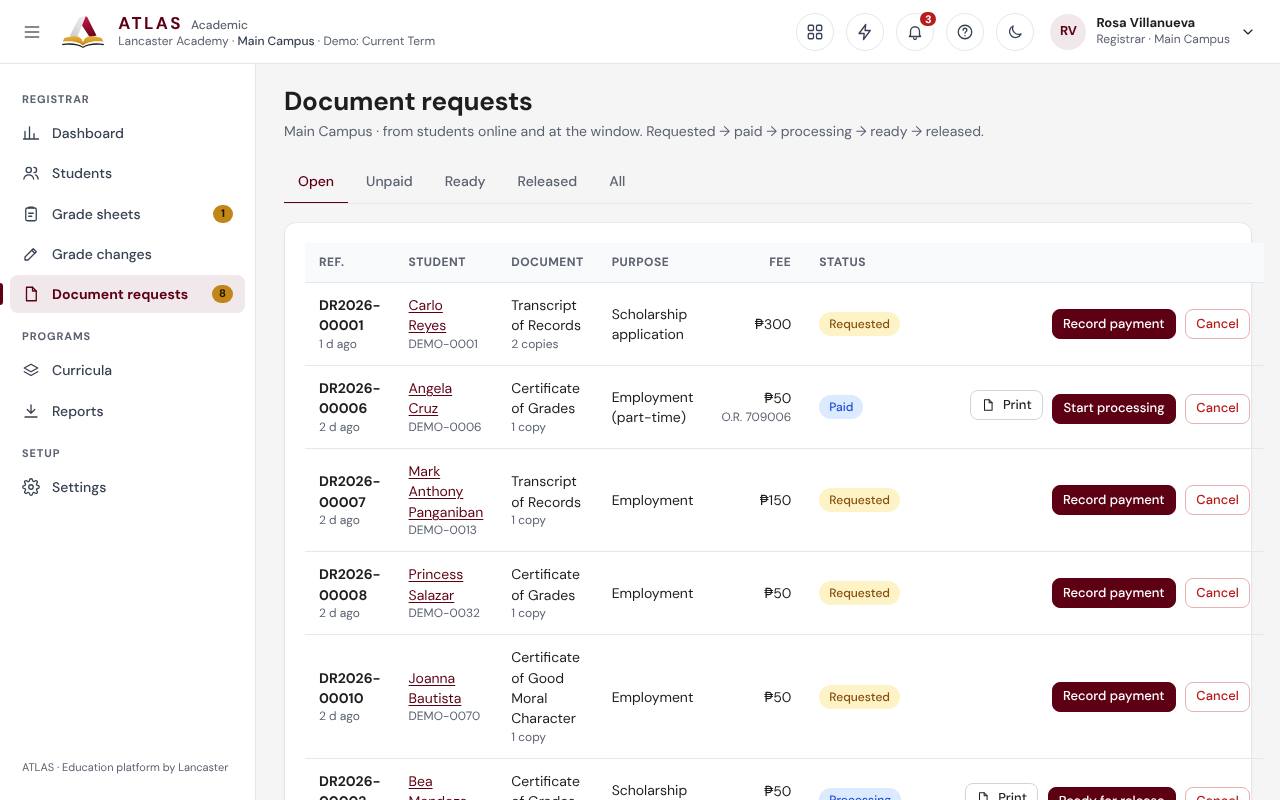 ATLAS Academic
Lancaster Academy · Main Campus · Demo: Current Term
3
RV
Rosa Villanueva
Registrar · Main Campus
REGISTRAR
Dashboard
Students
Grade sheets 1
Grade changes
Document requests 8
PROGRAMS
Curricula
Reports
SETUP
Settings
ATLAS · Education platform by Lancaster
Document requests
Main Campus · from students online and at the window. Requested → paid → processing → ready → released.
Open Unpaid Ready Released All
REF. STUDENT DOCUMENT PURPOSE FEE STATUS
DR2026-
00001
1 d ago
Carlo
Reyes
DEMO-0001
Transcript
of Records
2 copies
Scholarship
application
₱300
Requested
Record payment
Cancel
DR2026-
00006
2 d ago
Angela
Cruz
DEMO-0006
Certificate
of Grades
1 copy
Employment
(part-time)
₱50
O.R. 709006
Paid
Print
Start processing
Cancel
DR2026-
00007
2 d ago
Mark
Anthony
Panganiban
DEMO-0013
Transcript
of Records
1 copy
Employment
₱150
Requested
Record payment
Cancel
DR2026-
00008
2 d ago
Princess
Salazar
DEMO-0032
Certificate
of Grades
1 copy
Employment
₱50
Requested
Record payment
Cancel
DR2026-
00010
2 d ago
Joanna
Bautista
DEMO-0070
Certificate
of Good
Moral
Character
1 copy
Employment
₱50
Requested
Record payment
Cancel
DR2026-
Bea
Certificate
of Grades
Scholarship
₱50
Processing
Print
Ready for release